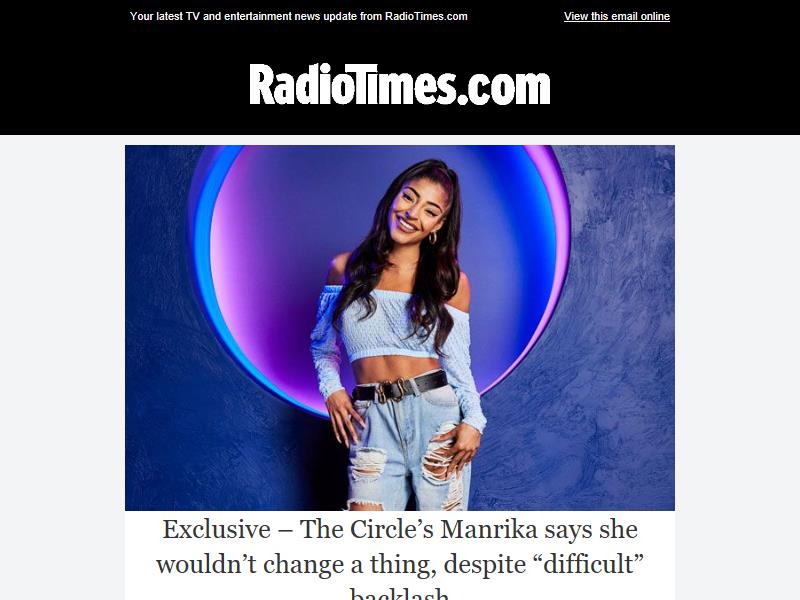 Your latest TV and entertainment news update from RadioTimes.com
View this email online
RadioTimes.com
Exclusive – The Circle’s Manrika says she
wouldn’t change a thing, despite “difficult”
backlash